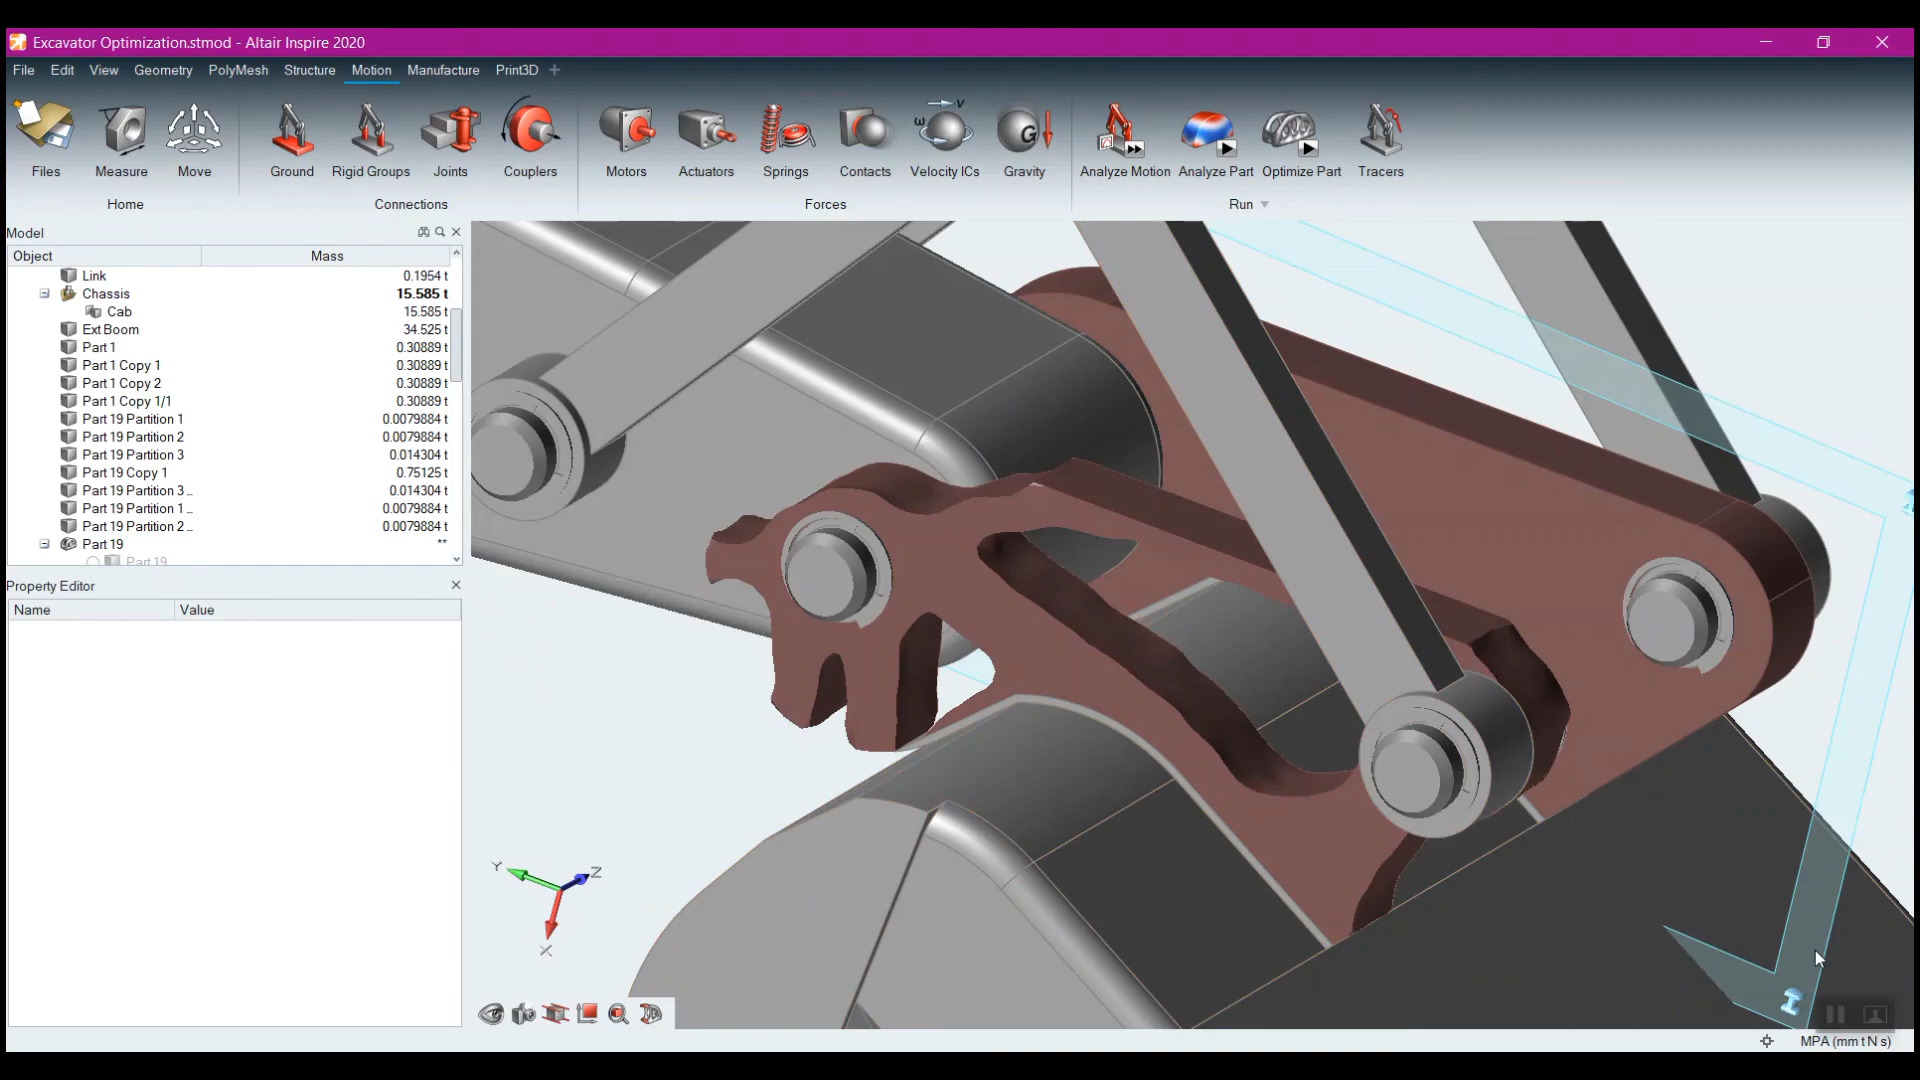 Excavator Optimization.stmod - Altair Inspire 2020
File Edit View Geometry PolyMesh Structure Motion Manufacture Print3D
Files Measure Move Ground Rigid Groups Joints Couplers Motors Actuators Springs Contacts Velocity ICs Gravity Analyze Motion Analyze Part Optimize Part Tracers
Home Connections Forces Run
Model
Object Mass
Link 0.1954 t
Chassis 15.585 t
Cab 15.585 t
Ext Boom 34.525 t
Part 1 0.30889 t
Part 1 Copy 1 0.30889 t
Part 1 Copy 2 0.30889 t
Part 1 Copy 1/1 0.30889 t
Part 19 Partition 1 0.0079884 t
Part 19 Partition 2 0.0079884 t
Part 19 Partition 3 0.014304 t
Part 19 Copy 1 0.75125 t
Part 19 Partition 3 .. 0.014304 t
Part 19 Partition 1 .. 0.0079884 t
Part 19 Partition 2 .. 0.0079884 t
Part 19 **
Part 19
Property Editor
Name Value
Y Z
X
MPA (mm t N s)